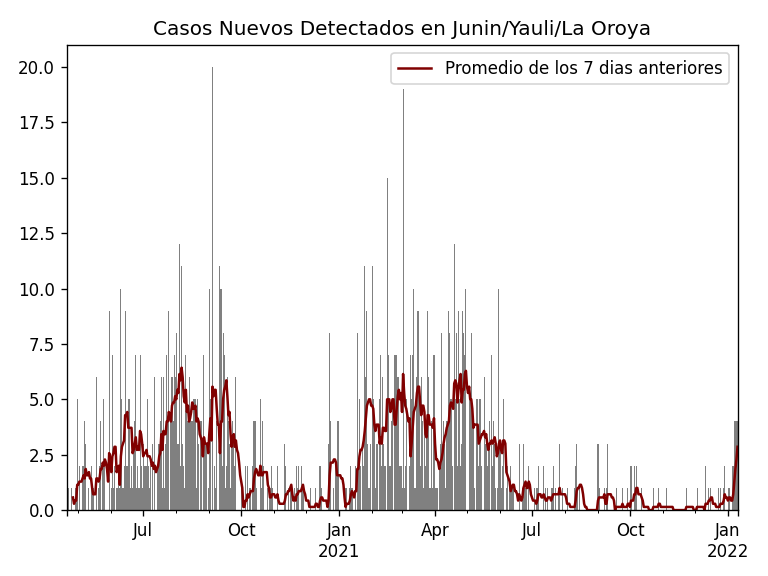 Casos Nuevos Detectados en Junin/Yauli/La Oroya
Promedio de los 7 dias anteriores
20.0
17.5
15.0
12.5
10.0
7.5
5.0
2.5
0.0
Jul
Oct
Jan
2021
Apr
Jul
Oct
Jan
2022